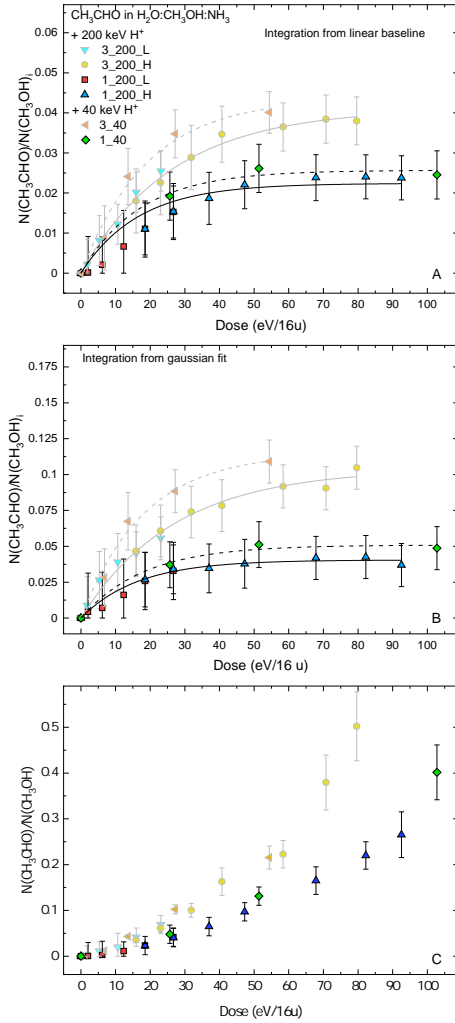 CH₃CHO in H₂O:CH₃OH:NH₃
+ 200 keV H⁺
3_200_L
3_200_H
1_200_L
1_200_H
+ 40 keV H⁺
3_40
1_40
Integration from linear baseline
N(CH₃CHO)/N(CH₃OH)ᵢ
0.06
0.05
0.04
0.03
0.02
0.01
0
A
0 10 20 30 40 50 60 70 80 90 100
Dose (eV/16u)
Integration from gaussian fit
N(CH₃CHO)/N(CH₃OH)ᵢ
0.175
0.15
0.125
0.1
0.075
0.05
0.025
0
B
0 10 20 30 40 50 60 70 80 90 100
Dose (eV/16 u)
N(CH₃CHO)/N(CH₃OH)
0.5
0.4
0.3
0.2
0.1
0
C
0 10 20 30 40 50 60 70 80 90 100
Dose (eV/16u)